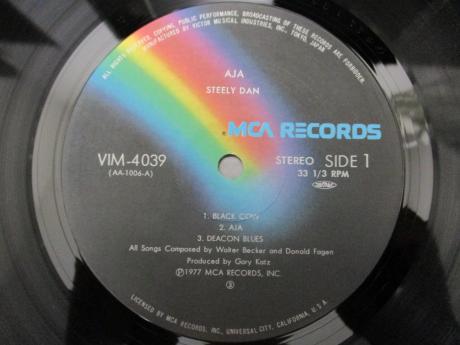 ALL RIGHTS RESERVED. COPYING, PUBLIC PERFORMANCE, BROADCASTING OF THESE RECORDS ARE FORBIDDEN.
MANUFACTURED BY VICTOR MUSICAL INDUSTRIES, INC., TOKYO, JAPAN
AJA
STEELY DAN
MCA RECORDS
VIM-4039
(AA-1006-A)
STEREO SIDE 1
33 1/3 RPM
1. BLACK COW
2. AJA
3. DEACON BLUES
All Songs Composed by Walter Becker and Donald Fagen
Produced by Gary Katz
Ⓟ1977 MCA RECORDS, INC.
③
LICENSED BY MCA RECORDS, INC., UNIVERSAL CITY, CALIFORNIA, U.S.A.